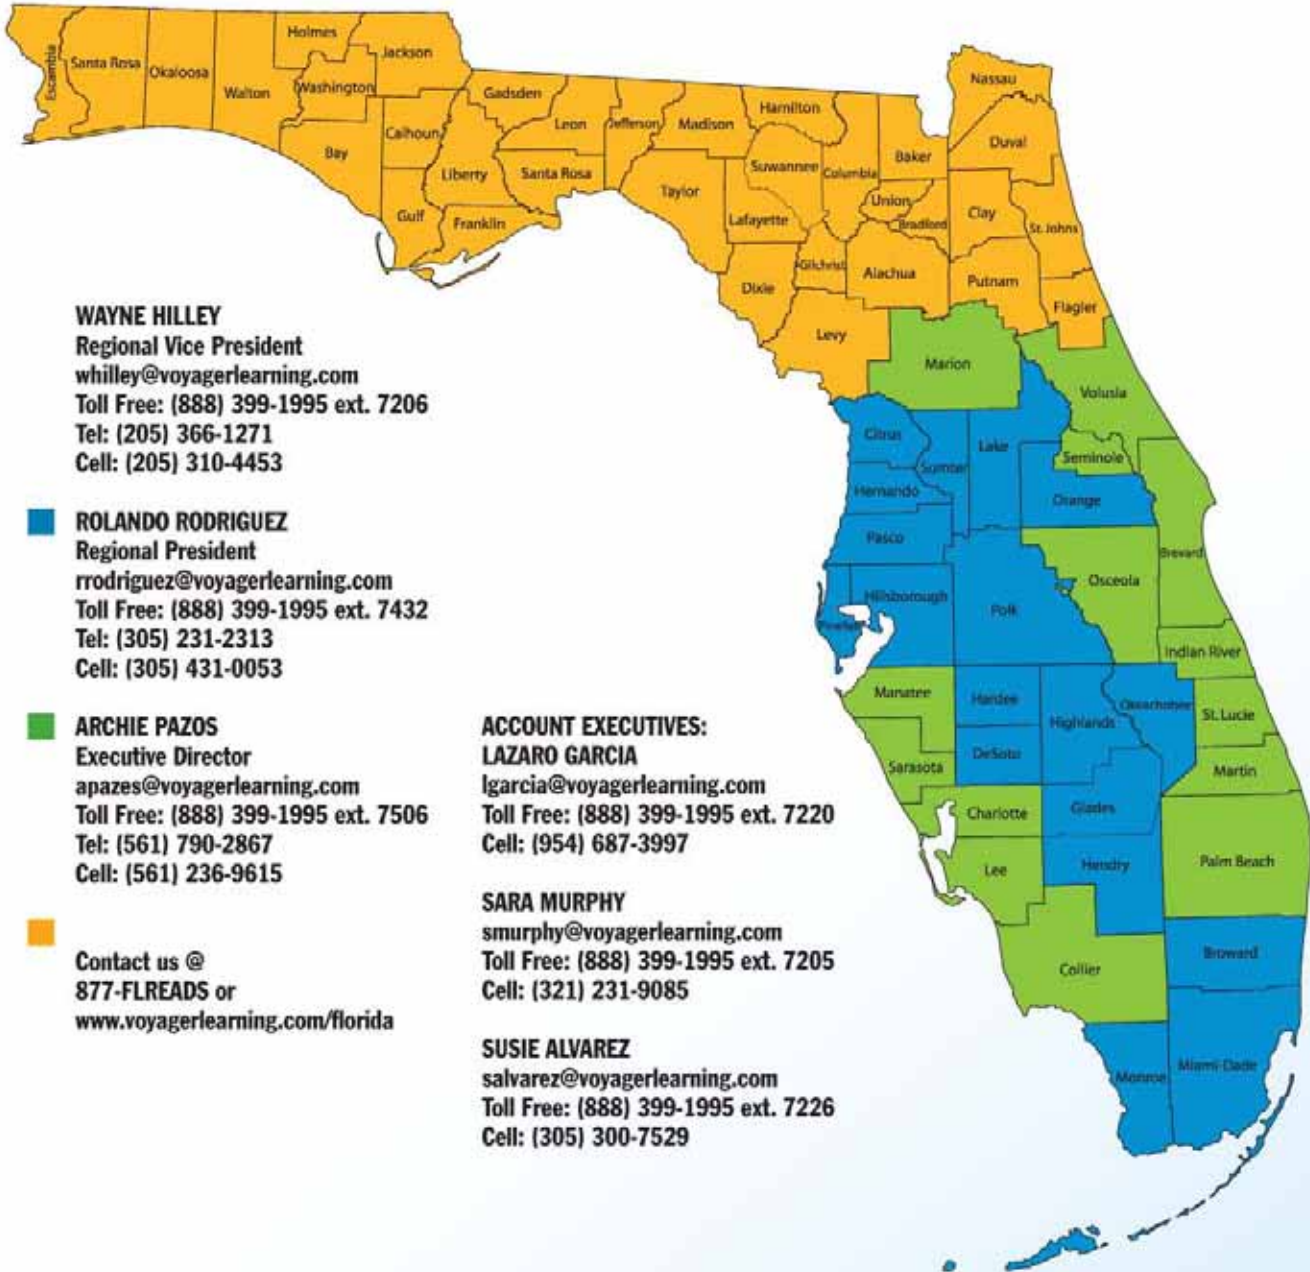 Escambia
Santa Rosa
Okaloosa
Walton
Holmes
Washington
Jackson
Bay
Calhoun
Gulf
Gadsden
Liberty
Franklin
Leon
Santa Rosa
Jefferson
Madison
Taylor
Hamilton
Suwannee
Lafayette
Dixie
Columbia
Gilchrist
Levy
Baker
Union
Bradford
Alachua
Nassau
Duval
Clay
St. Johns
Putnam
Flagler
Marion
Volusia
Citrus
Sumter
Lake
Seminole
Hernando
Orange
Pasco
Brevard
Osceola
Hillsborough
Polk
Pinellas
Indian River
Manatee
Hardee
Highlands
Okeechobee
St. Lucie
Sarasota
DeSoto
Martin
Charlotte
Glades
Lee
Hendry
Palm Beach
Collier
Broward
Monroe
Miami-Dade
WAYNE HILLEY
Regional Vice President
whilley@voyagerlearning.com
Toll Free: (888) 399-1995 ext. 7206
Tel: (205) 366-1271
Cell: (205) 310-4453
ROLANDO RODRIGUEZ
Regional President
rrodriguez@voyagerlearning.com
Toll Free: (888) 399-1995 ext. 7432
Tel: (305) 231-2313
Cell: (305) 431-0053
ARCHIE PAZOS
Executive Director
apazes@voyagerlearning.com
Toll Free: (888) 399-1995 ext. 7506
Tel: (561) 790-2867
Cell: (561) 236-9615
Contact us @
877-FLREADS or
www.voyagerlearning.com/florida
ACCOUNT EXECUTIVES:
LAZARO GARCIA
lgarcia@voyagerlearning.com
Toll Free: (888) 399-1995 ext. 7220
Cell: (954) 687-3997
SARA MURPHY
smurphy@voyagerlearning.com
Toll Free: (888) 399-1995 ext. 7205
Cell: (321) 231-9085
SUSIE ALVAREZ
salvarez@voyagerlearning.com
Toll Free: (888) 399-1995 ext. 7226
Cell: (305) 300-7529